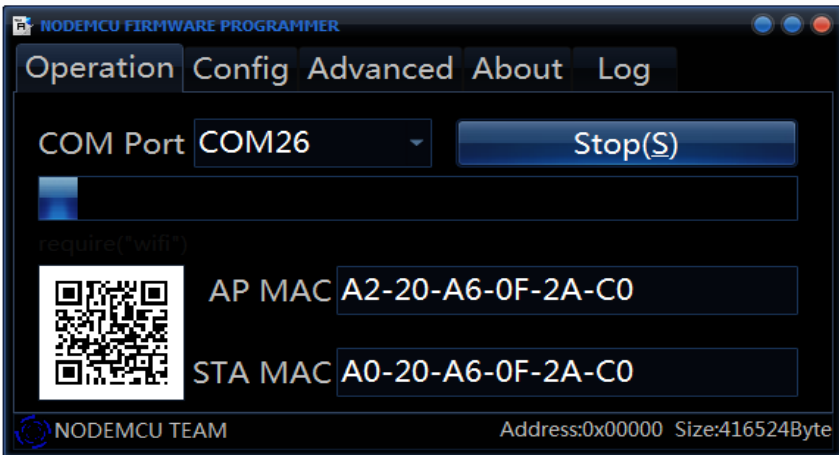 NODEMCU FIRMWARE PROGRAMMER
Operation Config Advanced About Log
COM Port COM26 Stop(S)
require("wifi")
AP MAC A2-20-A6-0F-2A-C0
STA MAC A0-20-A6-0F-2A-C0
NODEMCU TEAM Address:0x00000 Size:416524Byte